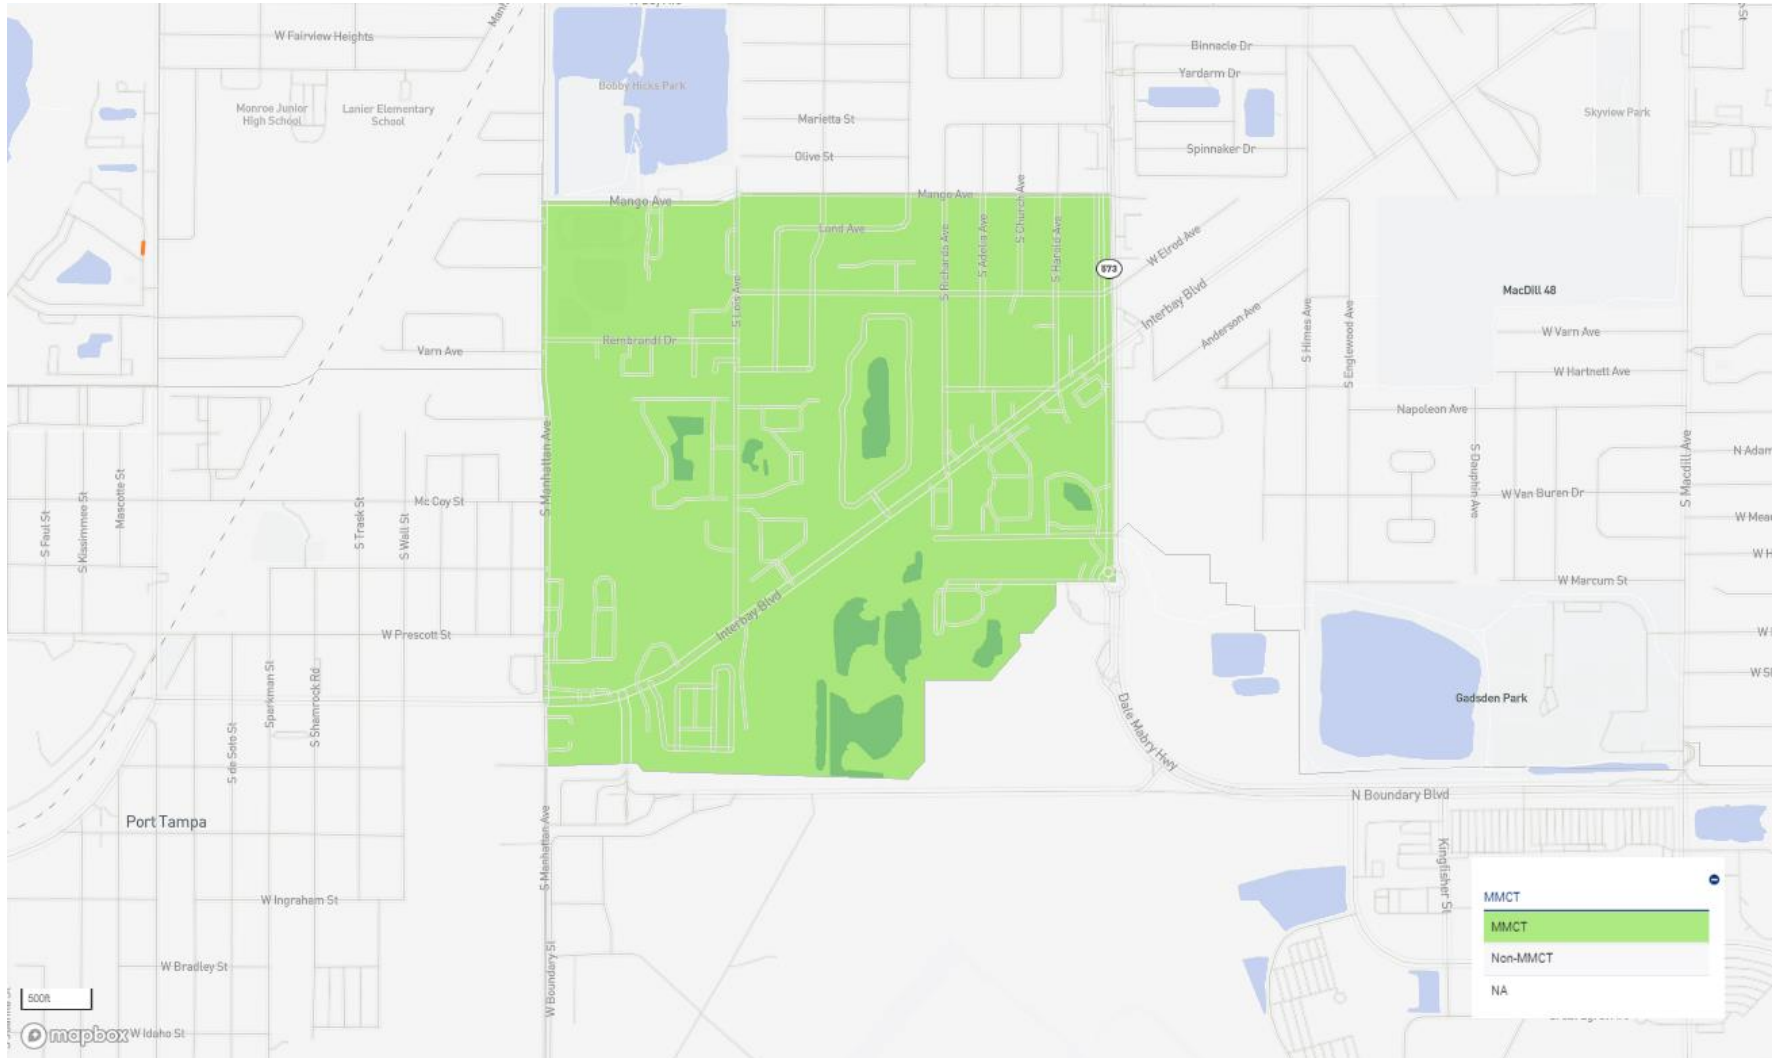 W Fairview Heights
Monroe Junior
High School
Lanier Elementary
School
Bobby Hicks Park
Marietta St
Olive St
Binnacle Dr
Yardarm Dr
Spinnaker Dr
Skyview Park
Mango Ave
Mango Ave
Land Ave
S Lois Ave
S Richards Ave
S Adelia Ave
S Church Ave
S Harold Ave
573
W Elrod Ave
Interbay Blvd
Anderson Ave
S Himes Ave
S Englewood Ave
MacDill 48
W Varn Ave
W Hartnett Ave
Napoleon Ave
Rembrandt Dr
Varn Ave
S Manhattan Ave
Mc Coy St
S Faul St
S Kissimmee St
Mascotte St
S Trask St
S Wall St
S Dauphin Ave
W Van Buren Dr
S Macdill Ave
N Adam
W Mea
W H
W Marcum St
W Prescott St
Interbay Blvd
Sparkman St
S Shamrock Rd
S de Soto St
Dale Mabry Hwy
Gadsden Park
Port Tampa
S Manhattan Ave
N Boundary Blvd
Kingfisher St
W Ingraham St
W Bradley St
W Boundary St
W Idaho St
500ft
mapbox
MMCT
MMCT
Non-MMCT
NA